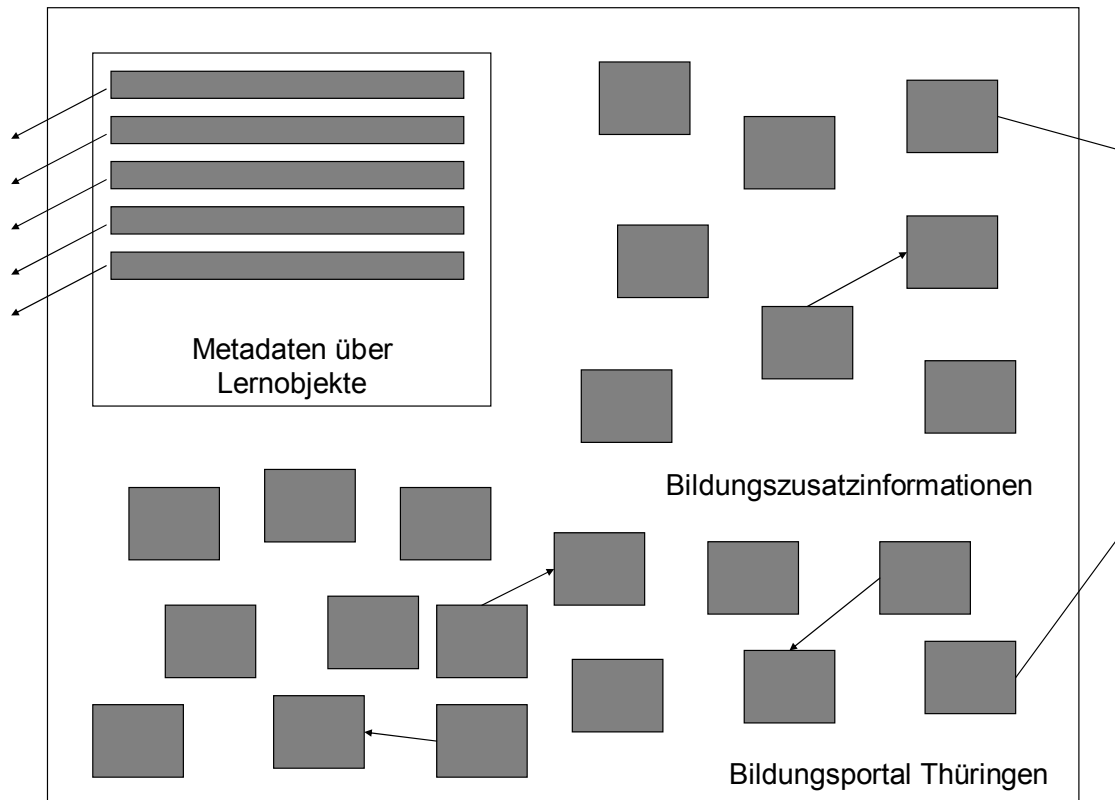 Metadaten über
Lernobjekte
Bildungszusatzinformationen
Bildungsportal Thüringen